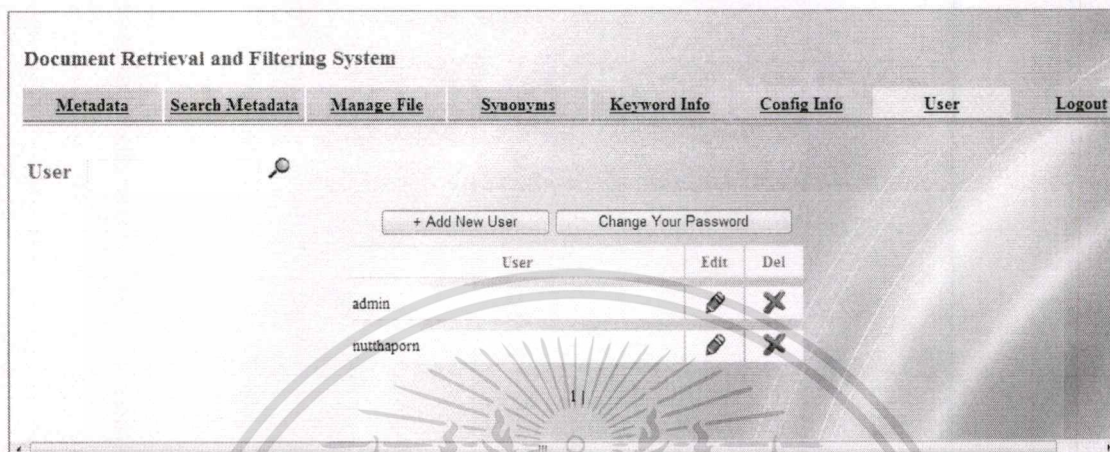 Document Retrieval and Filtering System
Metadata Search Metadata Manage File Synonyms Keyword Info Config Info User Logout
User
+ Add New User Change Your Password
User Edit Del
admin
nutthaporn
1 |